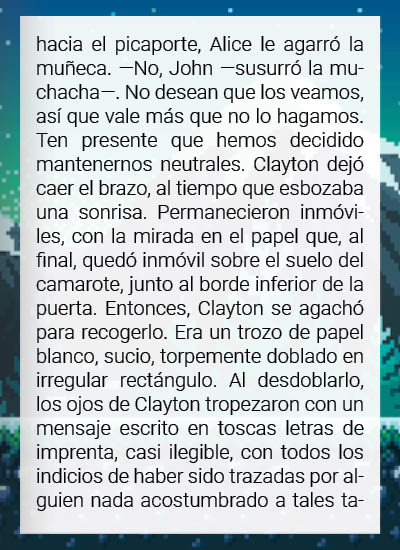 hacia el picaporte, Alice le agarró la
muñeca. —No, John —susurró la mu-
chacha—. No desean que los veamos,
así que vale más que no lo hagamos.
Ten presente que hemos decidido
mantenernos neutrales. Clayton dejó
caer el brazo, al tiempo que esbozaba
una sonrisa. Permanecieron inmóvi-
les, con la mirada en el papel que, al
final, quedó inmóvil sobre el suelo del
camarote, junto al borde inferior de la
puerta. Entonces, Clayton se agachó
para recogerlo. Era un trozo de papel
blanco, sucio, torpemente doblado en
irregular rectángulo. Al desdoblarlo,
los ojos de Clayton tropezaron con un
mensaje escrito en toscas letras de
imprenta, casi ilegible, con todos los
indicios de haber sido trazadas por al-
guien nada acostumbrado a tales ta-